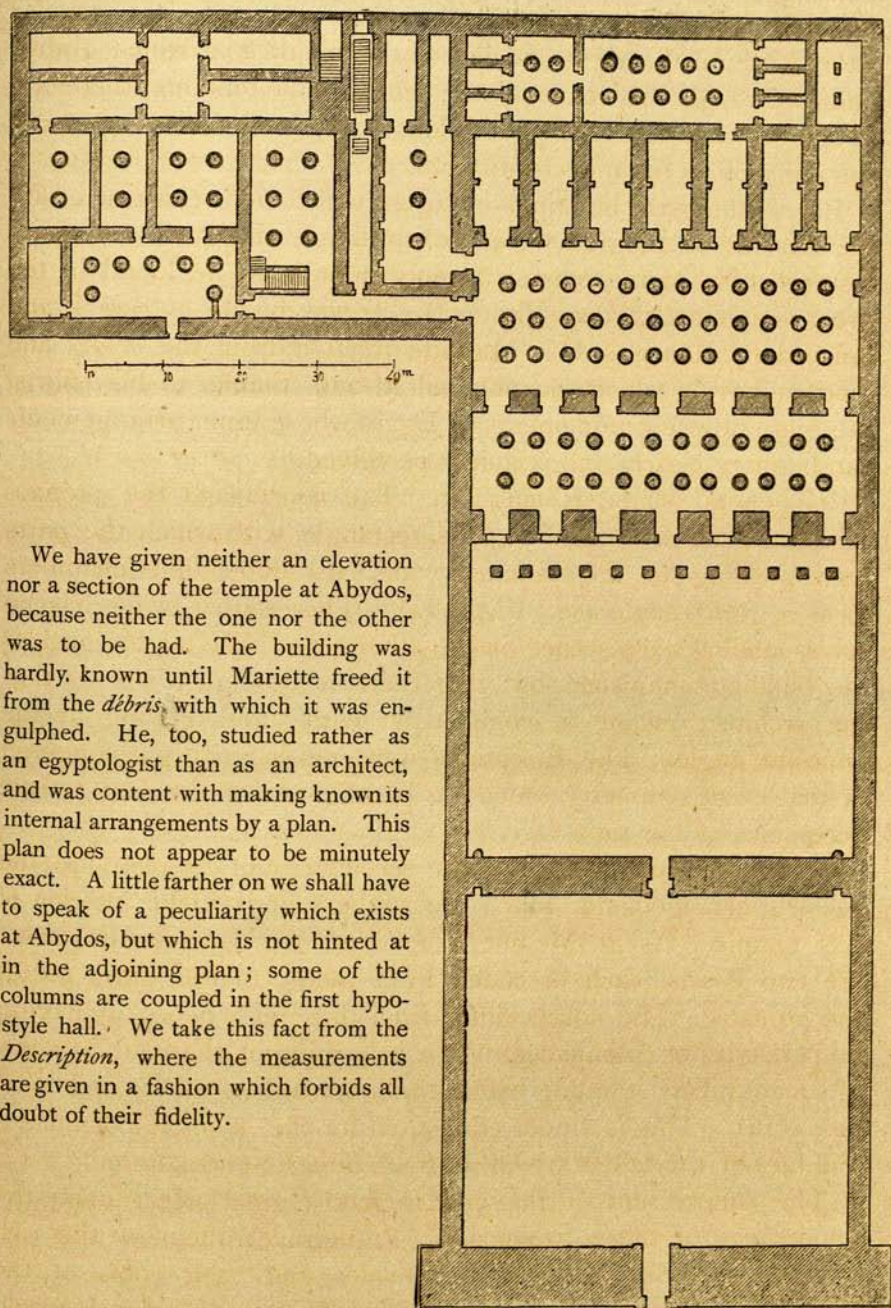 10 20 30 40 m
We have given neither an elevation
nor a section of the temple at Abydos,
because neither the one nor the other
was to be had. The building was
hardly. known until Mariette freed it
from the débris, with which it was en-
gulphed. He, too, studied rather as
an egyptologist than as an architect,
and was content with making known its
internal arrangements by a plan. This
plan does not appear to be minutely
exact. A little farther on we shall have
to speak of a peculiarity which exists
at Abydos, but which is not hinted at
in the adjoining plan; some of the
columns are coupled in the first hypo-
style hall. We take this fact from the
Description, where the measurements
are given in a fashion which forbids all
doubt of their fidelity.